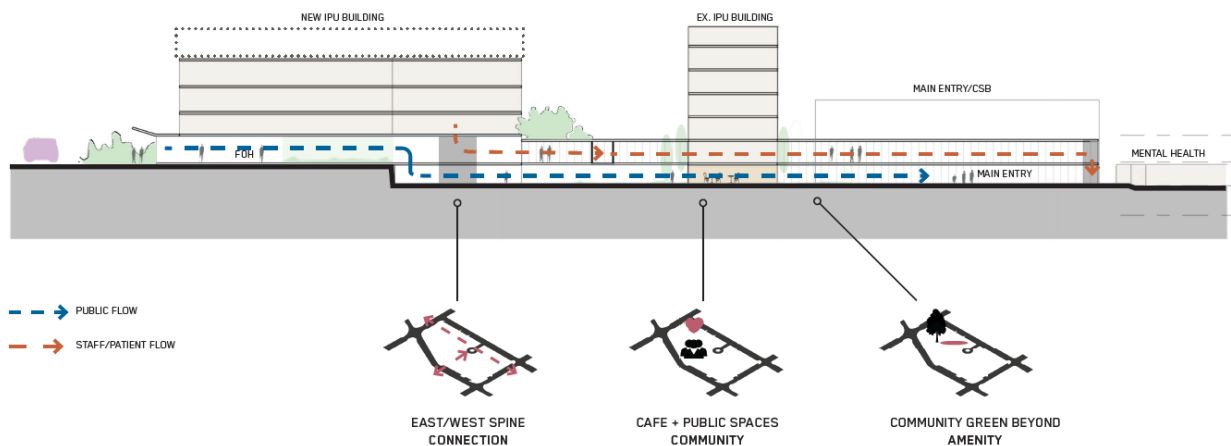 NEW IPU BUILDING
EX. IPU BUILDING
MAIN ENTRY/CSB
FOH
MENTAL HEALTH
MAIN ENTRY
PUBLIC FLOW
STAFF/PATIENT FLOW
EAST/WEST SPINE
CONNECTION
CAFE + PUBLIC SPACES
COMMUNITY
COMMUNITY GREEN BEYOND
AMENITY